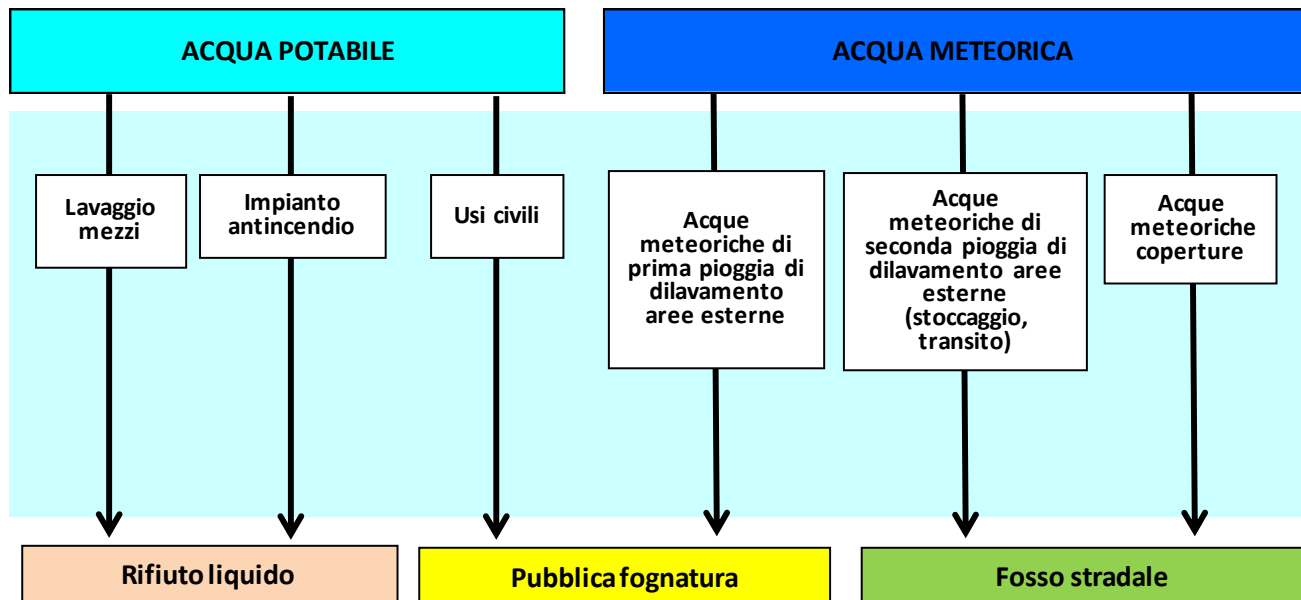 ACQUA POTABILE
ACQUA METEORICA
Lavaggio
mezzi
Impianto
antincendio
Usi civili
Acque
meteoriche di
prima pioggia di
dilavamento
aree esterne
Acque
meteoriche di
seconda pioggia di
dilavamento aree
esterne
(stoccaggio,
transito)
Acque
meteoriche
coperture
Rifiuto liquido
Pubblica fognatura
Fosso stradale